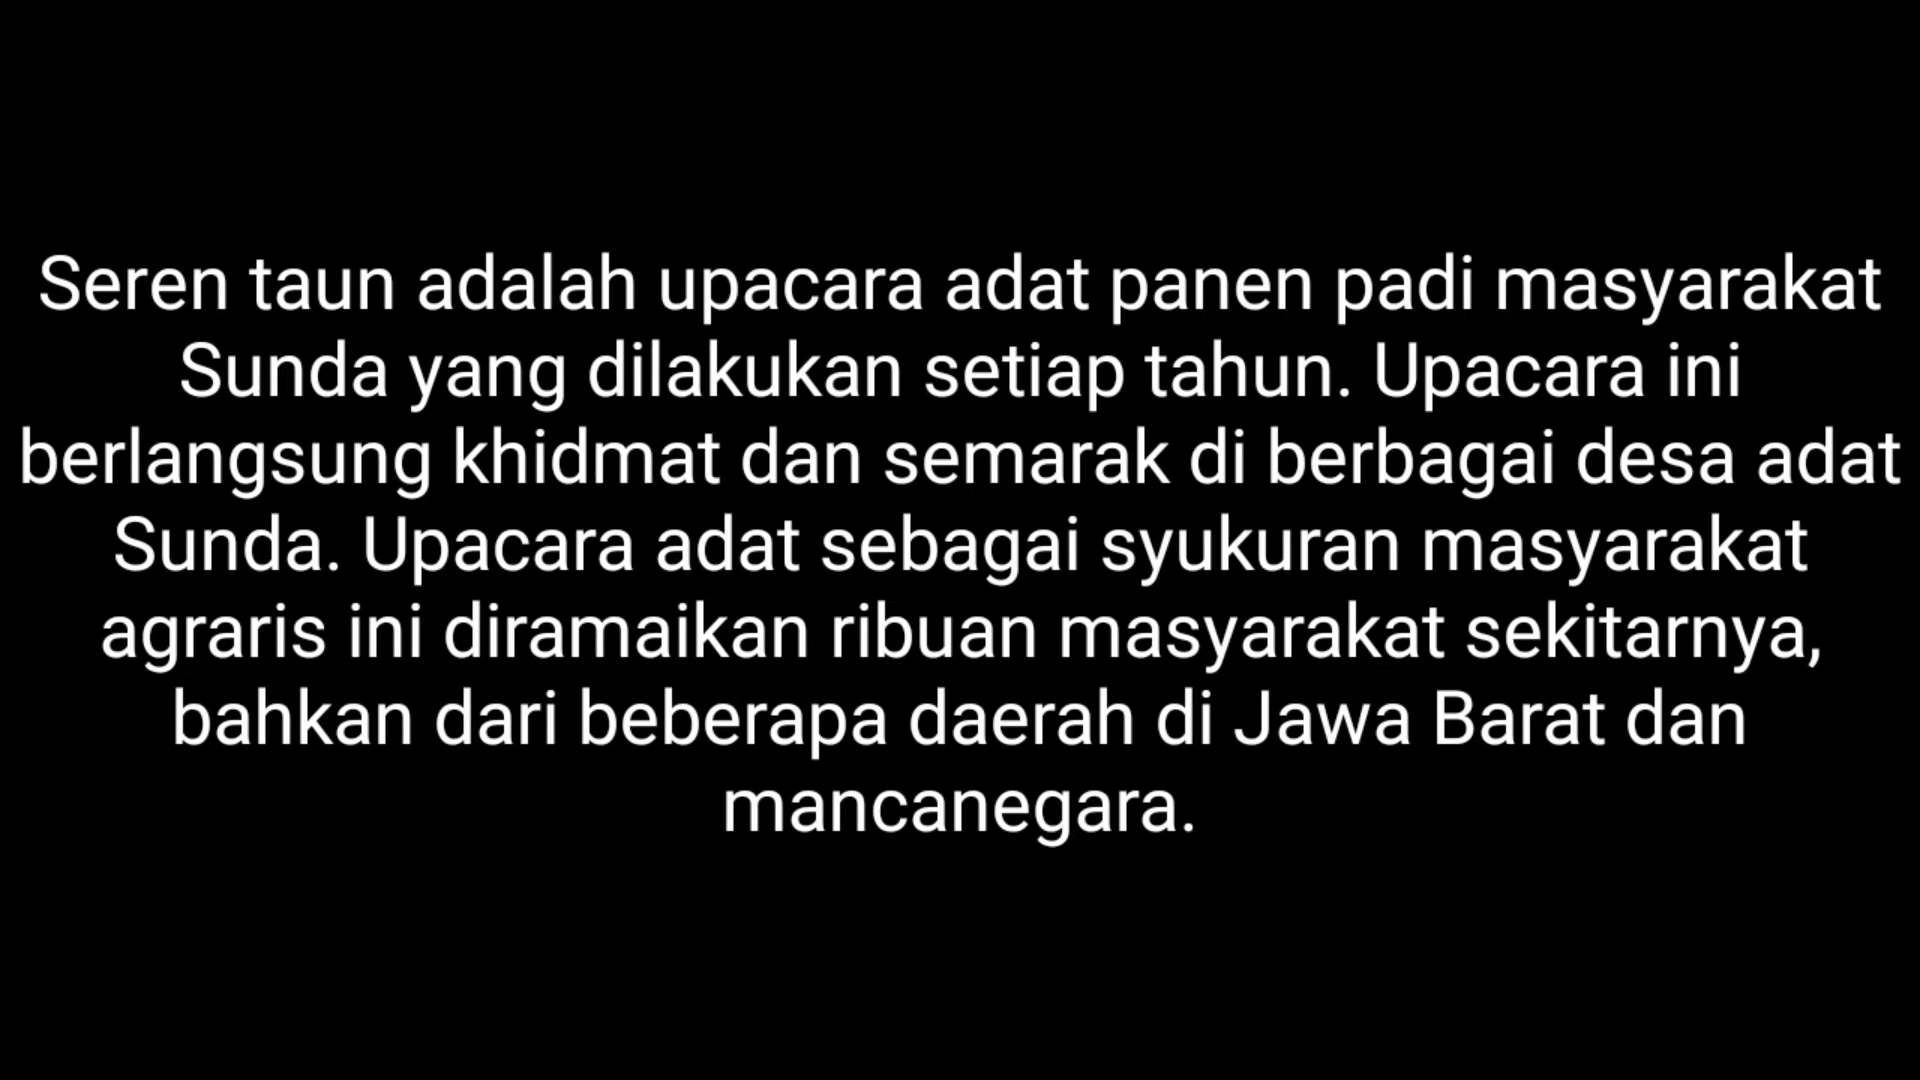 Seren taun adalah upacara adat panen padi masyarakat
Sunda yang dilakukan setiap tahun. Upacara ini
berlangsung khidmat dan semarak di berbagai desa adat
Sunda. Upacara adat sebagai syukuran masyarakat
agraris ini diramaikan ribuan masyarakat sekitarnya,
bahkan dari beberapa daerah di Jawa Barat dan
mancanegara.